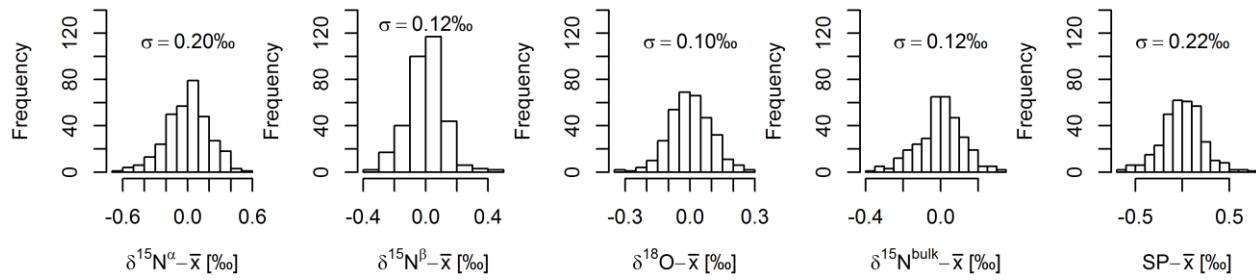 Frequency
0 40 80 120
σ = 0.20‰
-0.6 0.0 0.6
δ¹⁵Nᵅ–x̅ [‰]
Frequency
0 40 80 120
σ = 0.12‰
-0.4 0.0 0.4
δ¹⁵Nᵝ–x̅ [‰]
Frequency
0 40 80 120
σ = 0.10‰
-0.3 0.0 0.3
δ¹⁸O–x̅ [‰]
Frequency
0 40 80 120
σ = 0.12‰
-0.4 0.0
δ¹⁵Nᵇᵘˡᵏ–x̅ [‰]
Frequency
0 40 80 120
σ = 0.22‰
-0.5 0.5
SP–x̅ [‰]